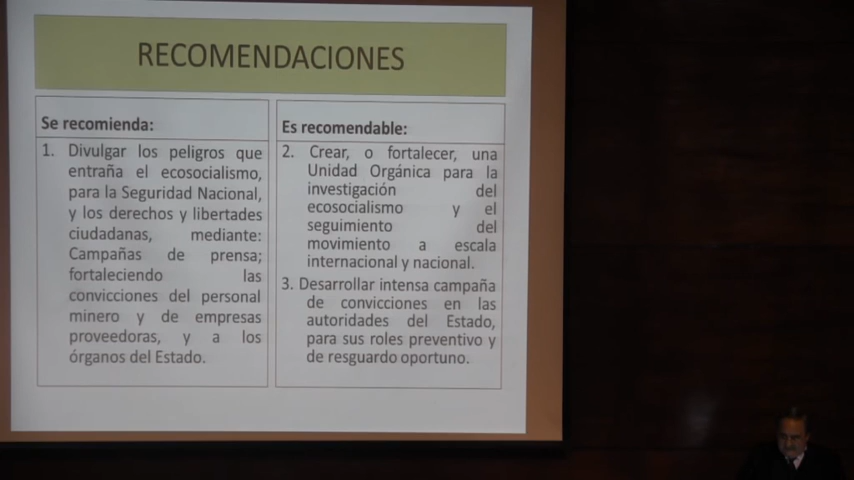 RECOMENDACIONES
Se recomienda:
1. Divulgar los peligros que
entraña el ecosocialismo,
para la Seguridad Nacional,
y los derechos y libertades
ciudadanas, mediante:
Campañas de prensa;
fortaleciendo las
convicciones del personal
minero y de empresas
proveedoras, y a los
órganos del Estado.
Es recomendable:
2. Crear, o fortalecer, una
Unidad Orgánica para la
investigación del
ecosocialismo y el
seguimiento del
movimiento a escala
internacional y nacional.
3. Desarrollar intensa campaña
de convicciones en las
autoridades del Estado,
para sus roles preventivo y
de resguardo oportuno.